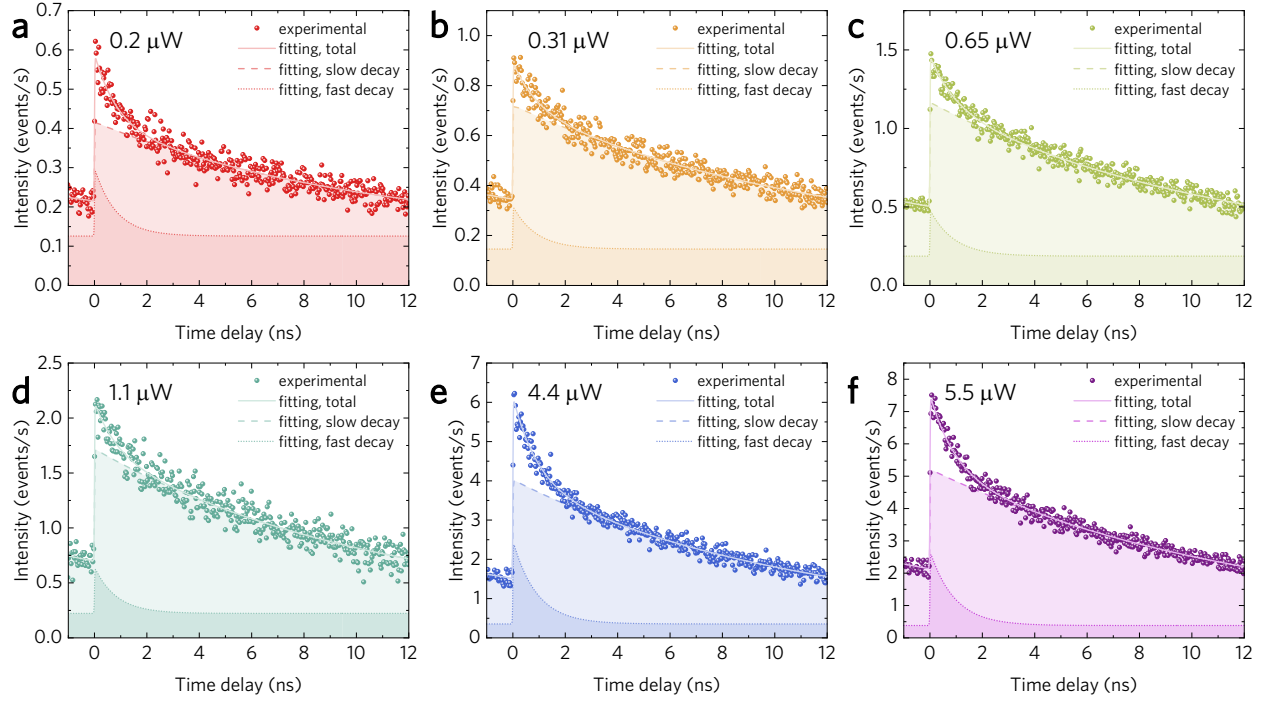 a
0.2 μW
experimental
fitting, total
fitting, slow decay
fitting, fast decay
Intensity (events/s)
0.7
0.6
0.5
0.4
0.3
0.2
0.1
0.0
0 2 4 6 8 10 12
Time delay (ns)
b
0.31 μW
experimental
fitting, total
fitting, slow decay
fitting, fast decay
Intensity (events/s)
1.0
0.8
0.6
0.4
0.2
0.0
0 2 4 6 8 10 12
Time delay (ns)
c
0.65 μW
experimental
fitting, total
fitting, slow decay
fitting, fast decay
Intensity (events/s)
1.5
1.0
0.5
0.0
0 2 4 6 8 10 12
Time delay (ns)
d
1.1 μW
experimental
fitting, total
fitting, slow decay
fitting, fast decay
Intensity (events/s)
2.5
2.0
1.5
1.0
0.5
0.0
0 2 4 6 8 10 12
Time delay (ns)
e
4.4 μW
experimental
fitting, total
fitting, slow decay
fitting, fast decay
Intensity (events/s)
7
6
5
4
3
2
1
0
0 2 4 6 8 10 12
Time delay (ns)
f
5.5 μW
experimental
fitting, total
fitting, slow decay
fitting, fast decay
Intensity (events/s)
8
7
6
5
4
3
2
1
0
0 2 4 6 8 10 12
Time delay (ns)